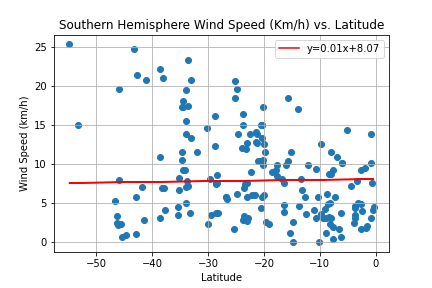 Southern Hemisphere Wind Speed (Km/h) vs. Latitude
y=0.01x+8.07
25
20
15
10
5
0
Wind Speed (km/h)
−50 −40 −30 −20 −10 0
Latitude